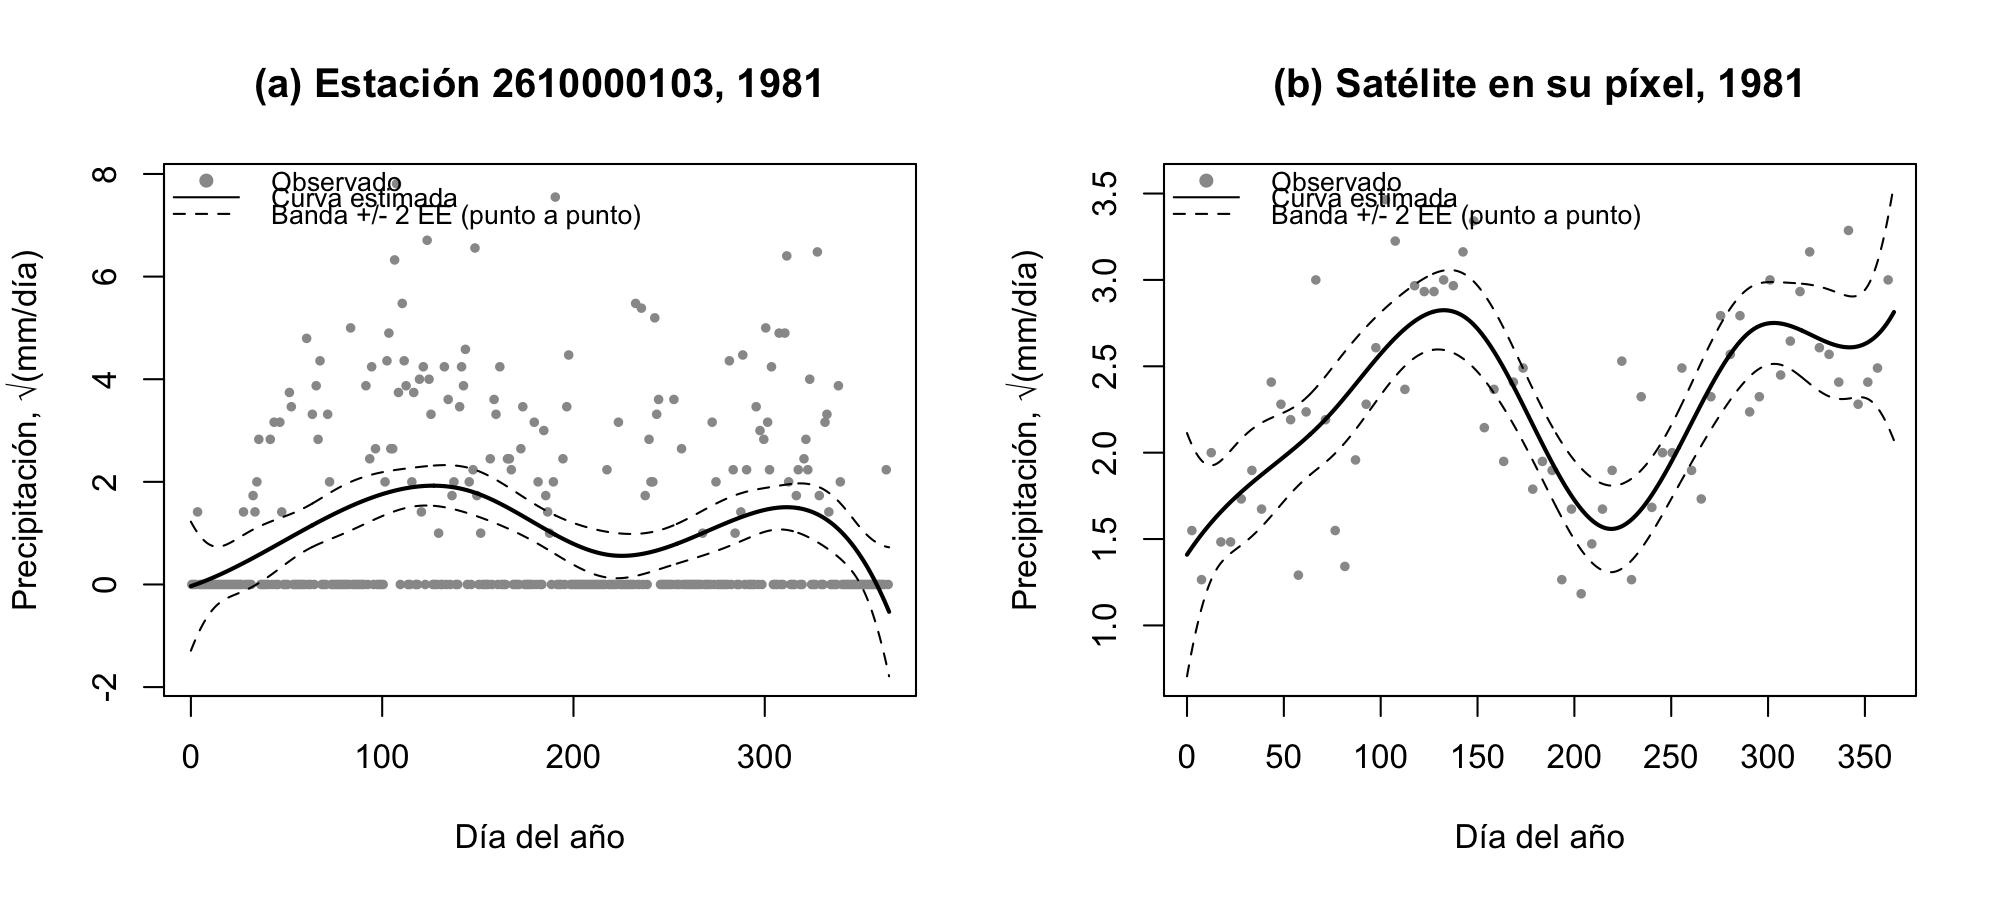 (a) Estación 2610000103, 1981
Precipitación, √(mm/día)
8
6
4
2
0
-2
Observado
Curva estimada
Banda +/- 2 EE (punto a punto)
0 100 200 300
Día del año
(b) Satélite en su píxel, 1981
Precipitación, √(mm/día)
3.5
3.0
2.5
2.0
1.5
1.0
Observado
Curva estimada
Banda +/- 2 EE (punto a punto)
0 50 100 150 200 250 300 350
Día del año